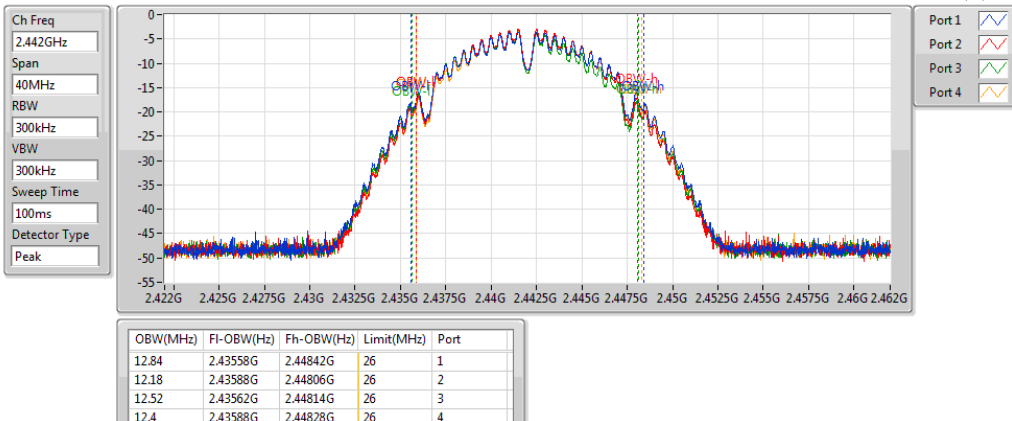 Ch Freq
2.442GHz
Span
40MHz
RBW
300kHz
VBW
300kHz
Sweep Time
100ms
Detector Type
Peak
0
-5
-10
-15
-20
-25
-30
-35
-40
-45
-50
-55
2.422G 2.425G 2.4275G 2.43G 2.4325G 2.435G 2.4375G 2.44G 2.4425G 2.445G 2.4475G 2.45G 2.4525G 2.455G 2.4575G 2.46G 2.462G
OBW-l
OBW-h
Port 1
Port 2
Port 3
Port 4
OBW(MHz) Fl-OBW(Hz) Fh-OBW(Hz) Limit(MHz) Port
12.84 2.43558G 2.44842G 26 1
12.18 2.43588G 2.44806G 26 2
12.52 2.43562G 2.44814G 26 3
12.4 2.43588G 2.44828G 26 4